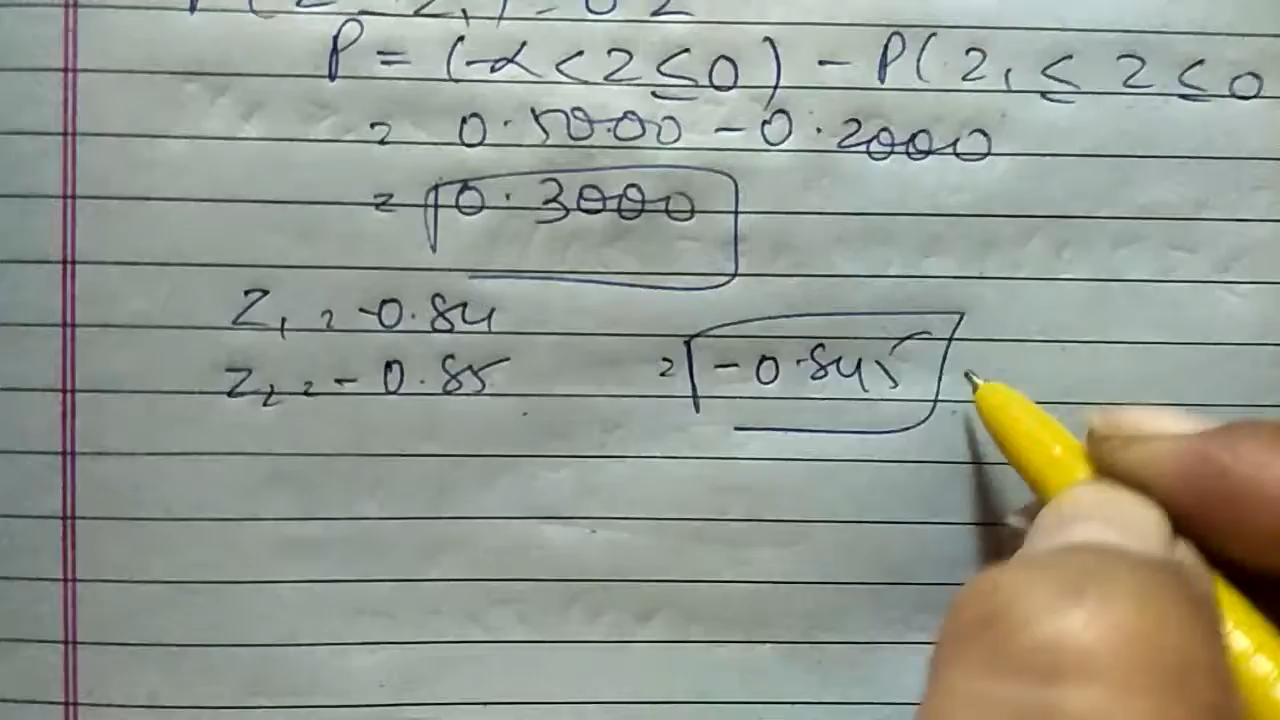 P = (-α < Z ≤ 0) - P(Z₁ ≤ Z ≤ 0
= 0.5000 - 0.2000
= 0.3000
Z₁ = -0.84
Z₂ = -0.85 = -0.845